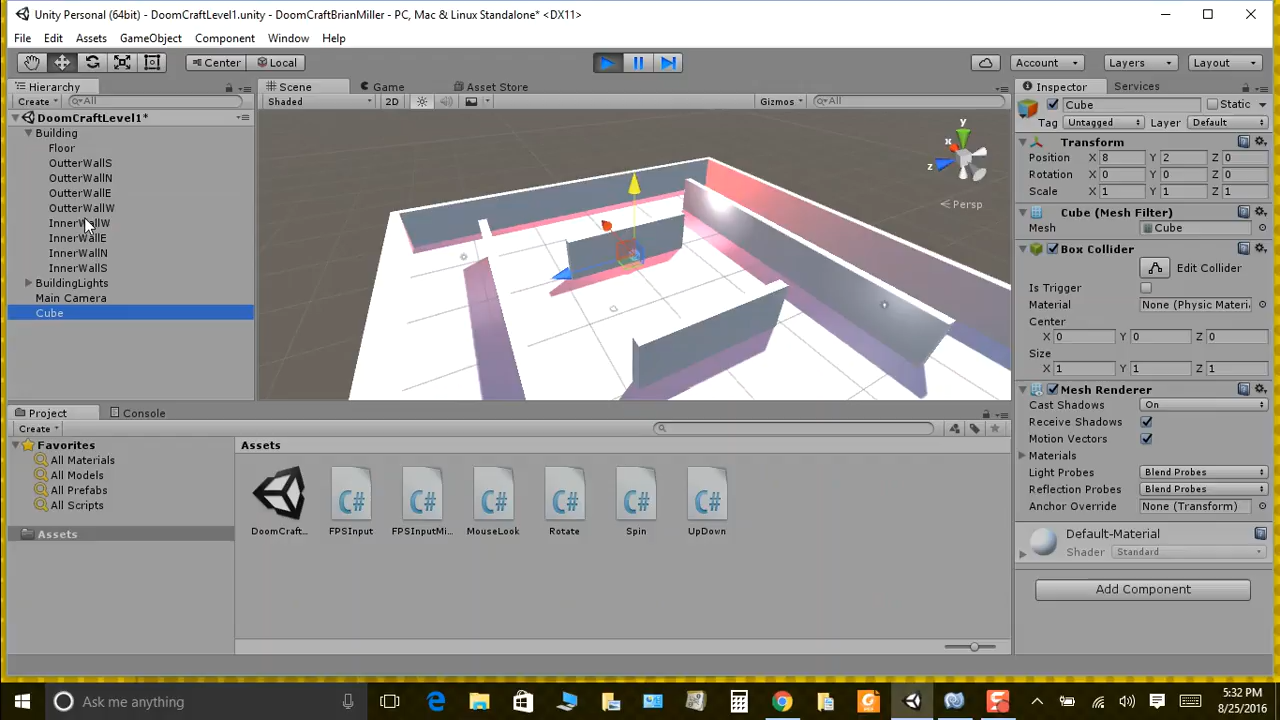 Unity Personal (64bit) - DoomCraftLevel1.unity - DoomCraftBrianMiller - PC, Mac & Linux Standalone* <DX11>
File Edit Assets GameObject Component Window Help
Center Local Account Layers Layout
Hierarchy
Create All
DoomCraftLevel1*
Building
Floor
OutterWallS
OutterWallN
OutterWallE
OutterWallW
InnerWallW
InnerWallE
InnerWallN
InnerWallS
BuildingLights
Main Camera
Cube
Scene Game Asset Store
Shaded 2D Gizmos All
y
x
z
Persp
Inspector Services
Cube Static
Tag Untagged Layer Default
Transform
Position X 8 Y 2 Z 0
Rotation X 0 Y 0 Z 0
Scale X 1 Y 1 Z 1
Cube (Mesh Filter)
Mesh Cube
Box Collider
Edit Collider
Is Trigger
Material None (Physic Materi
Center
X 0 Y 0 Z 0
Size
X 1 Y 1 Z 1
Mesh Renderer
Cast Shadows On
Receive Shadows
Motion Vectors
Materials
Light Probes Blend Probes
Reflection Probes Blend Probes
Anchor Override None (Transform)
Default-Material
Shader Standard
Add Component
Project Console
Create
Favorites
All Materials
All Models
All Prefabs
All Scripts
Assets
Assets
C# C# C# C# C# C#
DoomCraft... FPSInput FPSInputMi... MouseLook Rotate Spin UpDown
Ask me anything
5:32 PM
8/25/2016